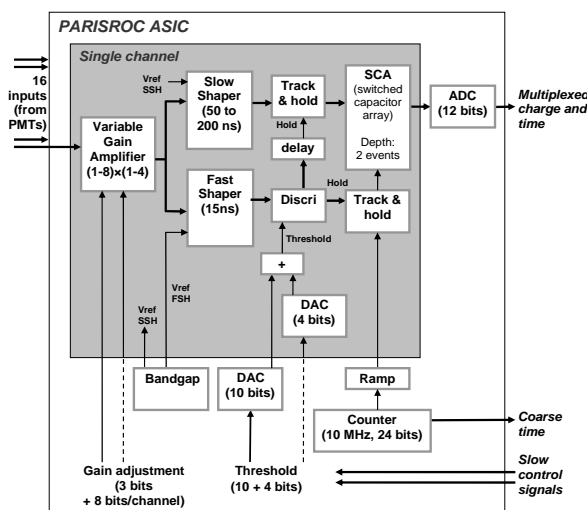 PARISROC ASIC
Single channel
16
inputs
(from
PMTs)
Vref
SSH
Slow
Shaper
(50 to
200 ns)
Track
& hold
SCA
(switched
capacitor
array)
Depth:
2 events
ADC
(12 bits)
Multiplexed
charge and
time
Variable
Gain
Amplifier
(1-8)×(1-4)
Hold
delay
Fast
Shaper
(15ns)
Discri
Hold
Track &
hold
Threshold
+
Vref
SSH
Vref
FSH
DAC
(4 bits)
Bandgap
DAC
(10 bits)
Ramp
Counter
(10 MHz, 24 bits)
Coarse
time
Gain adjustment
(3 bits
+ 8 bits/channel)
Threshold
(10 + 4 bits)
Slow
control
signals